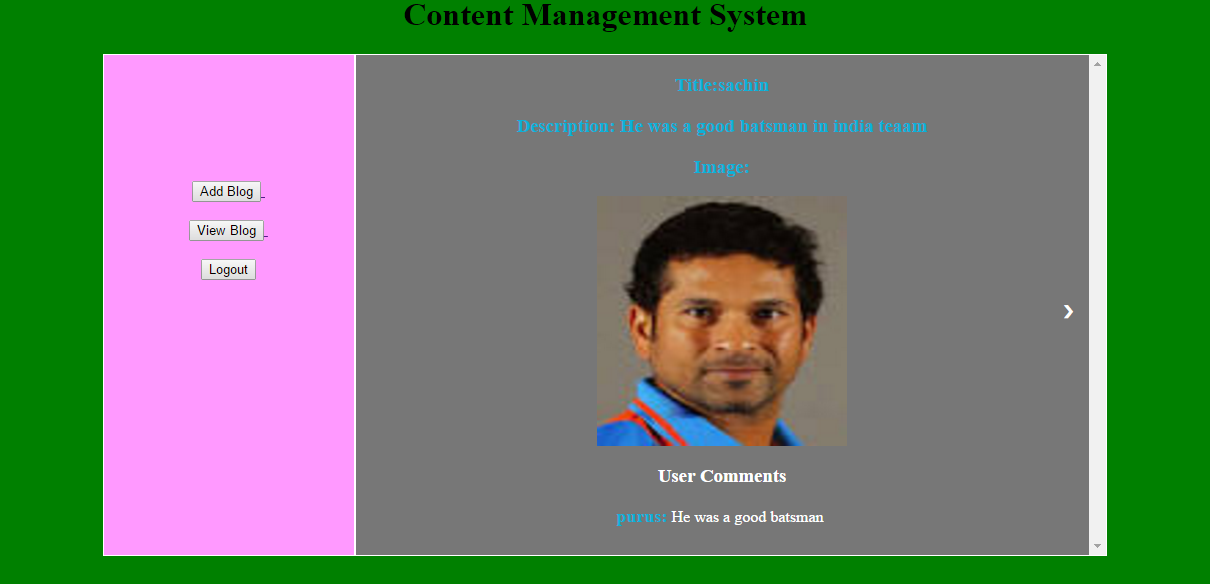 Content Management System
Add Blog
View Blog
Logout
Title:sachin
Description: He was a good batsman in india teaam
Image:
User Comments
purus: He was a good batsman